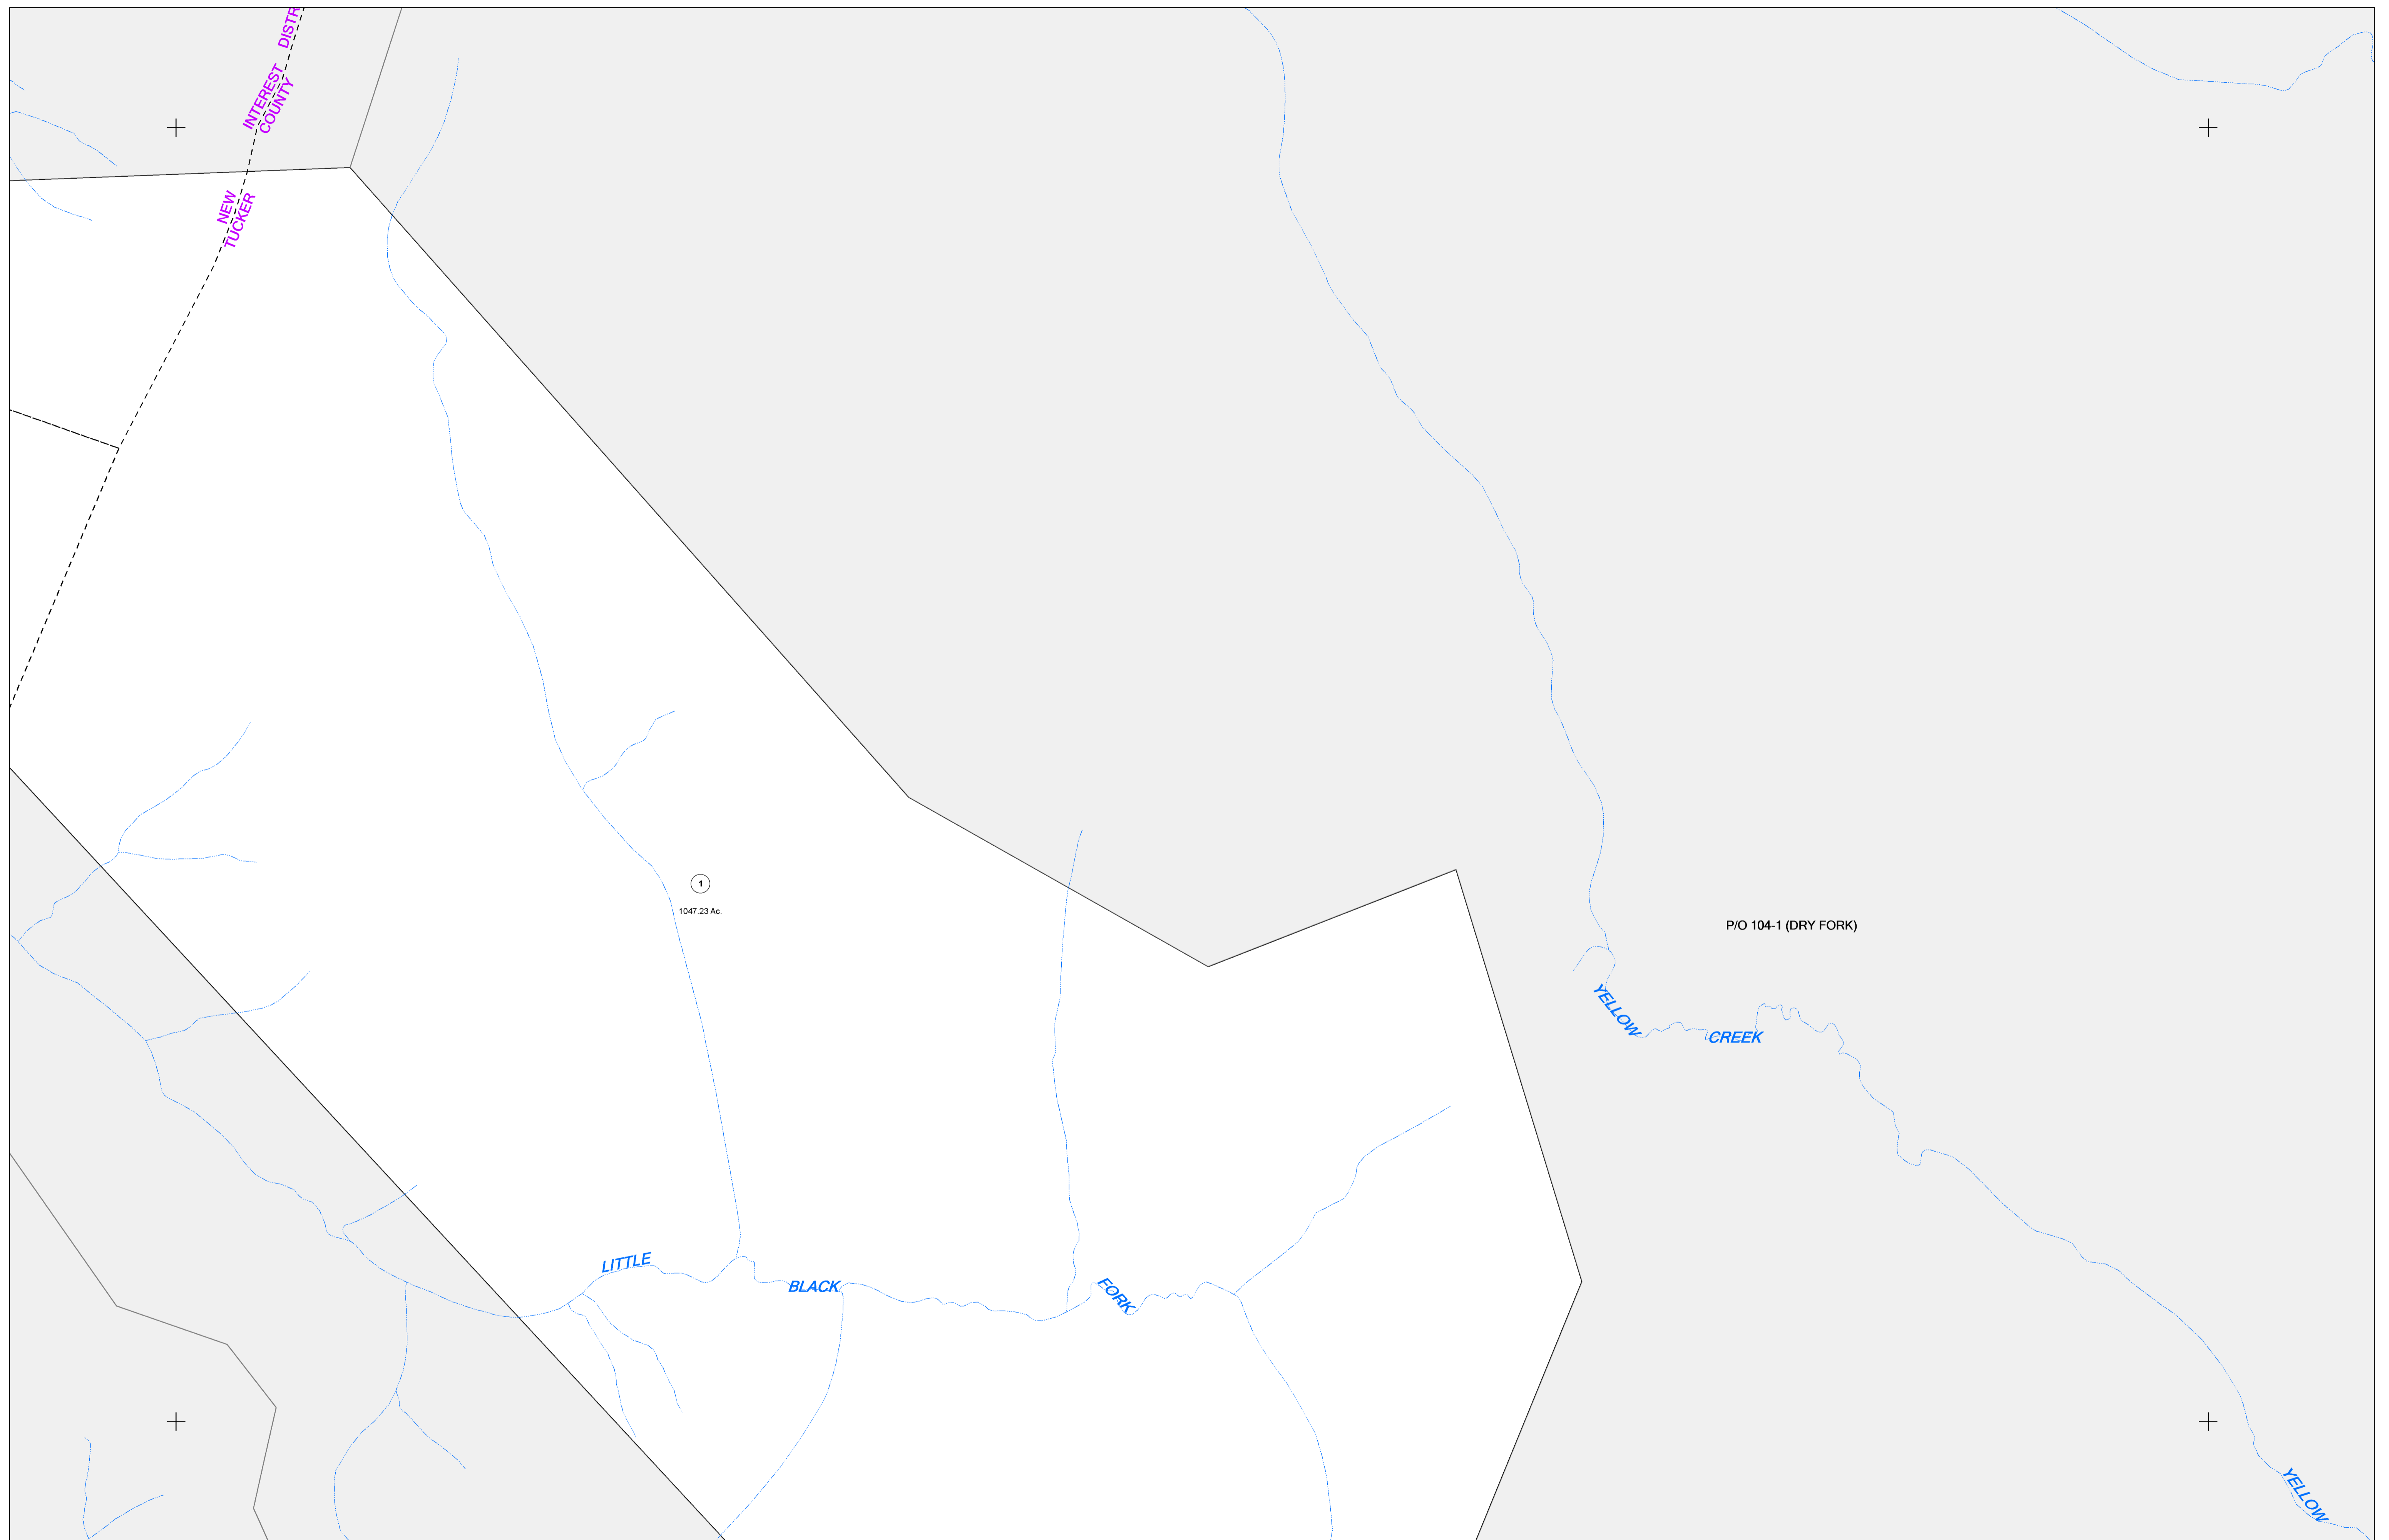 NEW INTEREST DISTR
TUCKER COUNTY
1
1047.23 Ac.
P/O 104-1 (DRY FORK)
YELLOW
CREEK
LITTLE
BLACK
FORK
YELLOW